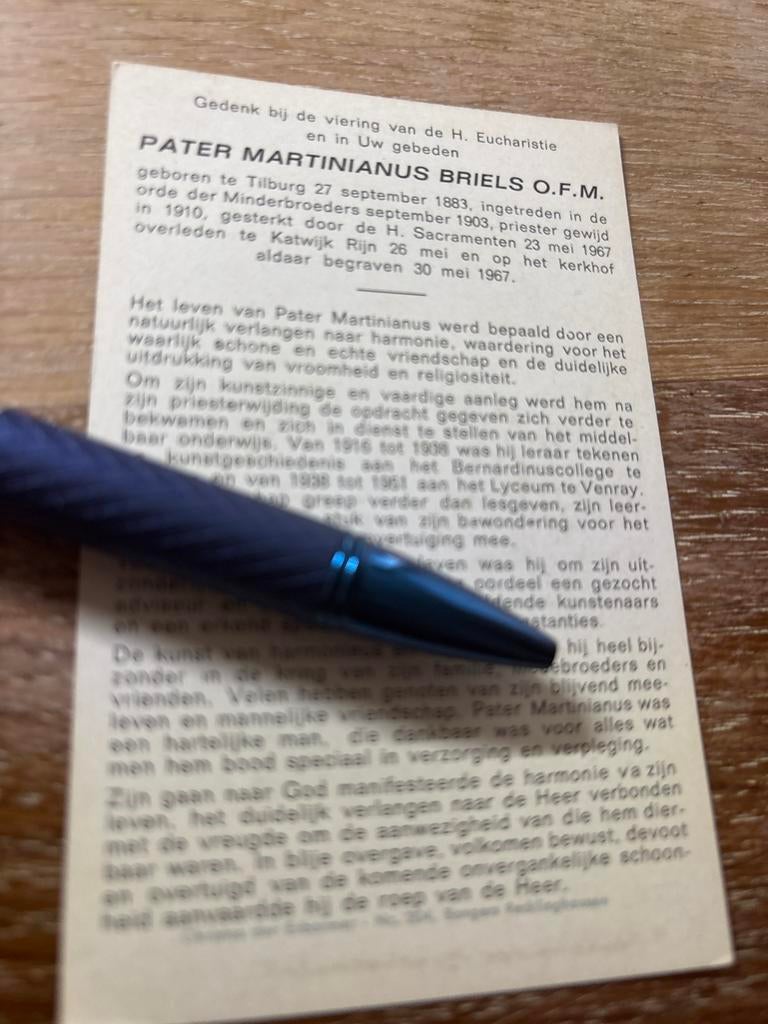 Gedenk bij de viering van de H. Eucharistie
en in Uw gebeden
PATER MARTINIANUS BRIELS O.F.M.
geboren te Tilburg 27 september 1883, ingetreden in de
orde der Minderbroeders september 1903, priester gewijd
in 1910, gesterkt door de H. Sacramenten 23 mei 1967
overleden te Katwijk Rijn 26 mei en op het kerkhof
aldaar begraven 30 mei 1967.
Het leven van Pater Martinianus werd bepaald door een
natuurlijk verlangen naar harmonie, waardering voor het
waarlijk schone en echte vriendschap en de duidelijke
uitdrukking van vroomheid en religiositeit.
Om zijn kunstzinnige en vaardige aanleg werd hem na
zijn priesterwijding de opdracht gegeven zich verder te
bekwamen en zich in dienst te stellen van het middel-
baar onderwijs. Van 1916 tot 1938 was hij leraar tekenen
kunstgeschiedenis aan het Bernardinuscollege te
en van 1938 tot 1951 aan het Lyceum te Venray.
greep verder dan lesgeven, zijn leer-
van zijn bewondering voor het
overtuiging mee.
was hij om zijn uit-
oordeel een gezocht
adviseur kunstenaars
en een erkend
De kunst van hij heel bij-
zonder in de kring van zijn familie, medebroeders en
vrienden. Velen hebben genoten van zijn blijvend mee-
leven en mannelijke vriendschap. Pater Martinianus was
een hartelijke man, die dankbaar was voor alles wat
men hem bood speciaal in verzorging en verpleging.
Zijn gaan naar God manifesteerde de harmonie va zijn
leven, het duidelijk verlangen naar de Heer verbonden
met de vreugde om de aanwezigheid van die hem dier-
baar waren. In blije overgave, volkomen bewust, devoot
en overtuigd van de komende onvergankelijke schoon-
heid aanvaardde hij de roep van de Heer.